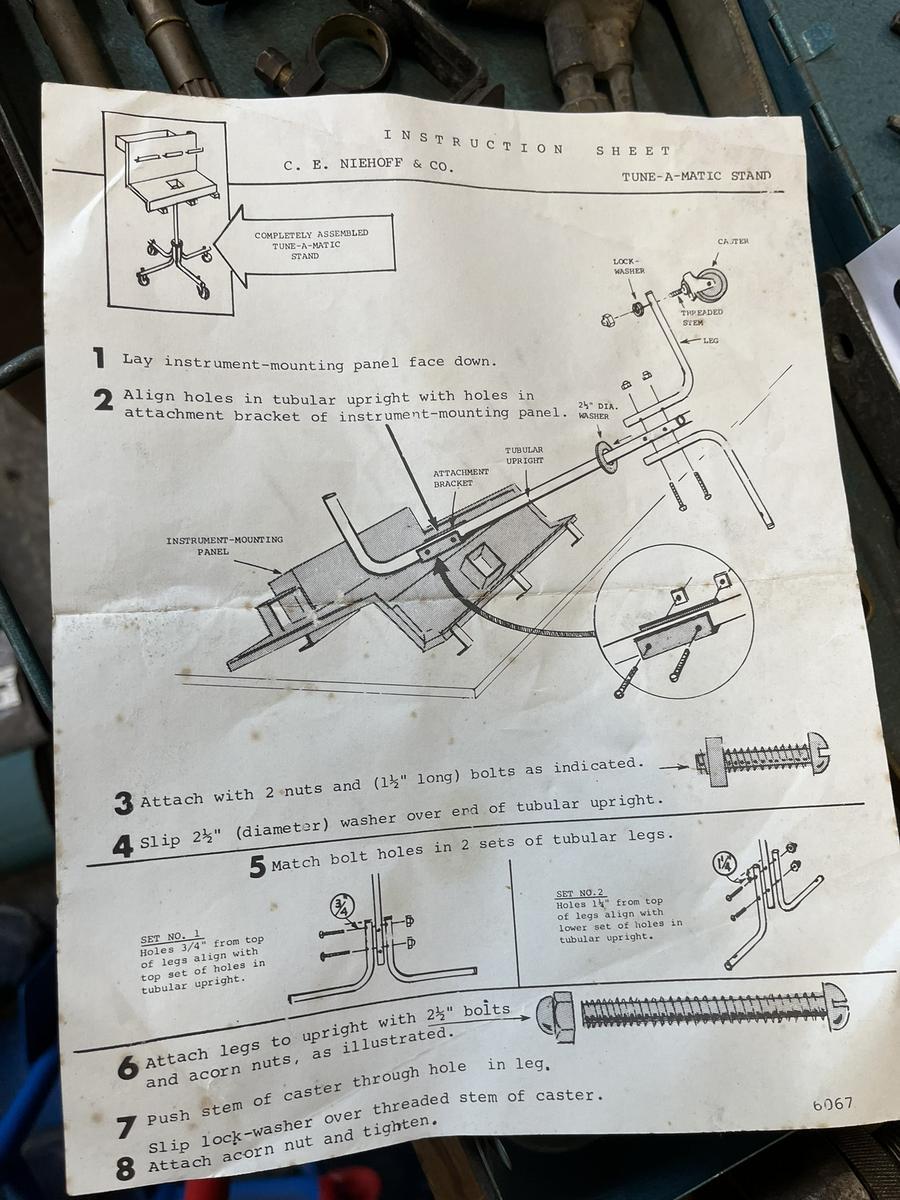 INSTRUCTION SHEET
C. E. NIEHOFF & CO.
TUNE-A-MATIC STAND
COMPLETELY ASSEMBLED
TUNE-A-MATIC
STAND
CASTER
LOCK-
WASHER
THREADED
STEM
LEG
1 Lay instrument-mounting panel face down.
2 Align holes in tubular upright with holes in
attachment bracket of instrument-mounting panel.
2½" DIA.
WASHER
TUBULAR
UPRIGHT
ATTACHMENT
BRACKET
INSTRUMENT-MOUNTING
PANEL
3 Attach with 2 nuts and (1½" long) bolts as indicated.
4 Slip 2½" (diameter) washer over end of tubular upright.
5 Match bolt holes in 2 sets of tubular legs.
SET NO. 1
Holes 3/4" from top
of legs align with
top set of holes in
tubular upright.
3/4"
SET NO.2
Holes 1¼" from top
of legs align with
lower set of holes in
tubular upright.
1¼"
6 Attach legs to upright with 2½" bolts
and acorn nuts, as illustrated.
7 Push stem of caster through hole in leg.
Slip lock-washer over threaded stem of caster.
8 Attach acorn nut and tighten.
6067